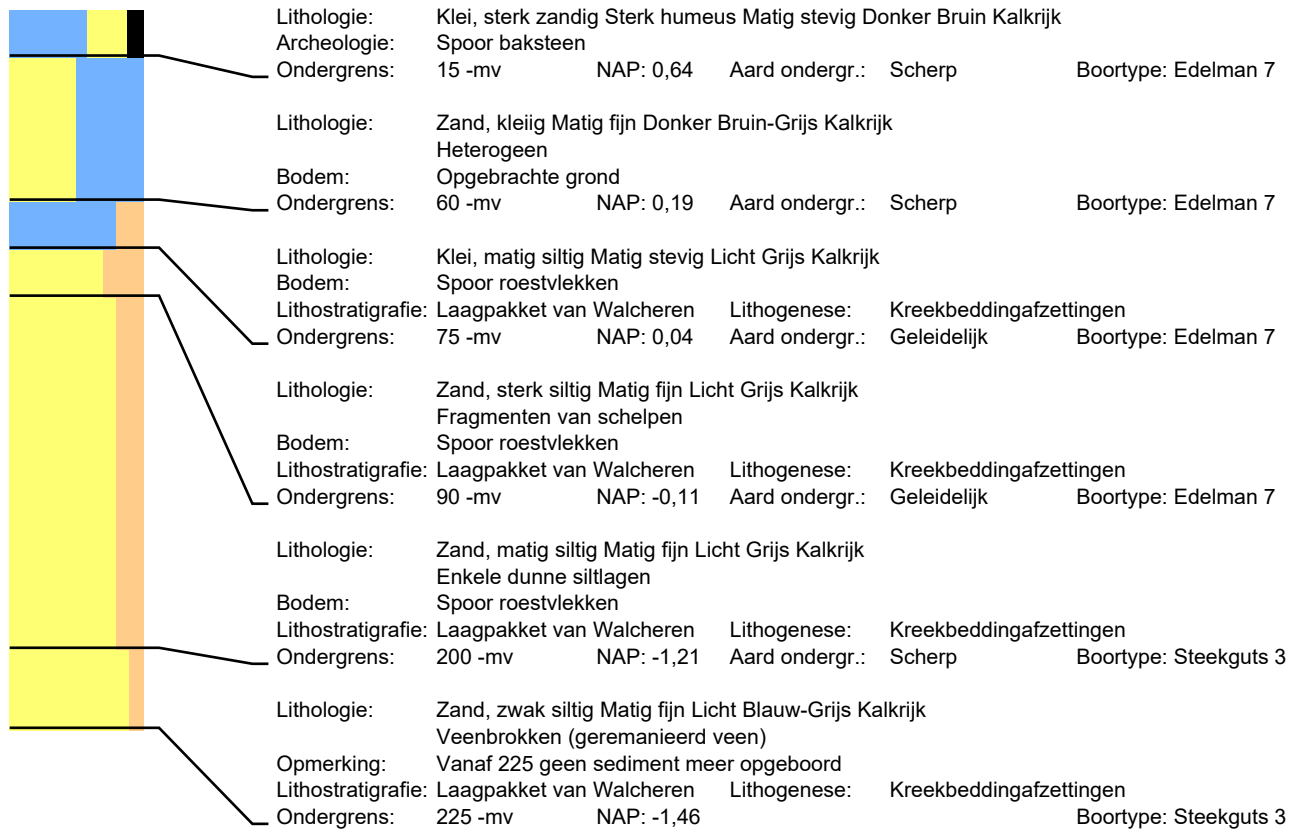 Lithologie: Klei, sterk zandig Sterk humeus Matig stevig Donker Bruin Kalkrijk
Archeologie: Spoor baksteen
Ondergrens: 15 -mv NAP: 0,64 Aard ondergr.: Scherp Boortype: Edelman 7
Lithologie: Zand, kleiig Matig fijn Donker Bruin-Grijs Kalkrijk
Heterogeen
Bodem: Opgebrachte grond
Ondergrens: 60 -mv NAP: 0,19 Aard ondergr.: Scherp Boortype: Edelman 7
Lithologie: Klei, matig siltig Matig stevig Licht Grijs Kalkrijk
Bodem: Spoor roestvlekken
Lithostratigrafie: Laagpakket van Walcheren Lithogenese: Kreekbeddingafzettingen
Ondergrens: 75 -mv NAP: 0,04 Aard ondergr.: Geleidelijk Boortype: Edelman 7
Lithologie: Zand, sterk siltig Matig fijn Licht Grijs Kalkrijk
Fragmenten van schelpen
Bodem: Spoor roestvlekken
Lithostratigrafie: Laagpakket van Walcheren Lithogenese: Kreekbeddingafzettingen
Ondergrens: 90 -mv NAP: -0,11 Aard ondergr.: Geleidelijk Boortype: Edelman 7
Lithologie: Zand, matig siltig Matig fijn Licht Grijs Kalkrijk
Enkele dunne siltlagen
Bodem: Spoor roestvlekken
Lithostratigrafie: Laagpakket van Walcheren Lithogenese: Kreekbeddingafzettingen
Ondergrens: 200 -mv NAP: -1,21 Aard ondergr.: Scherp Boortype: Steekguts 3
Lithologie: Zand, zwak siltig Matig fijn Licht Blauw-Grijs Kalkrijk
Veenbrokken (geremanieerd veen)
Opmerking: Vanaf 225 geen sediment meer opgeboord
Lithostratigrafie: Laagpakket van Walcheren Lithogenese: Kreekbeddingafzettingen
Ondergrens: 225 -mv NAP: -1,46 Boortype: Steekguts 3